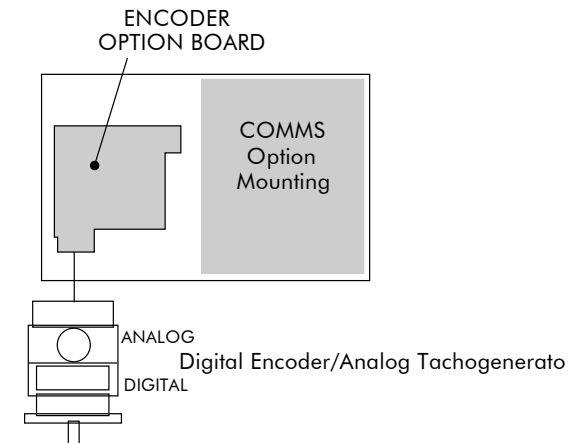 ENCODER
OPTION BOARD
COMMS
Option
Mounting
ANALOG
Digital Encoder/Analog Tachogenerato
DIGITAL